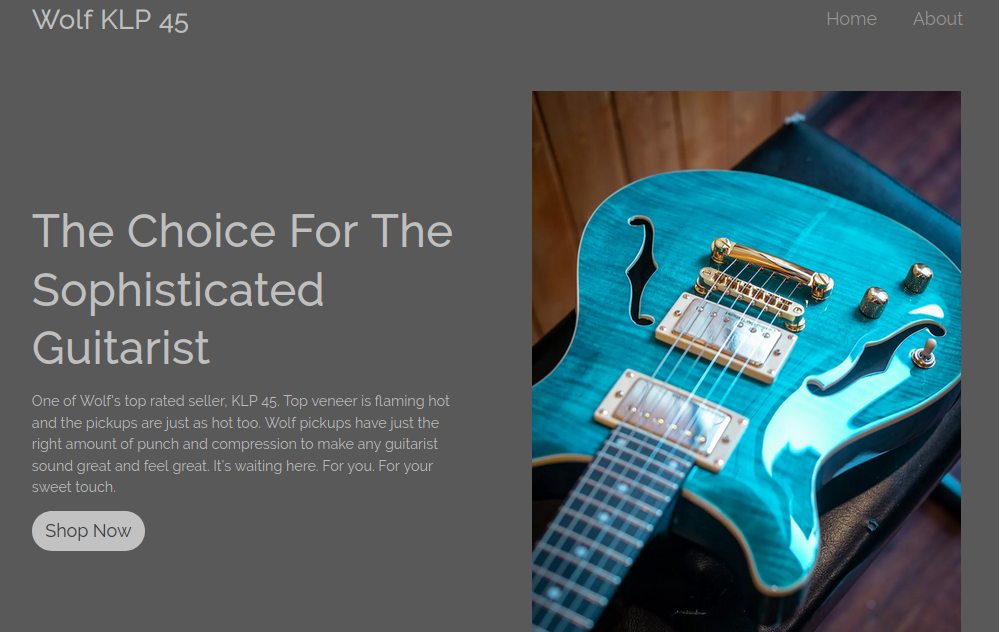 Wolf KLP 45
Home
About
The Choice For The
Sophisticated
Guitarist
One of Wolf's top rated seller, KLP 45. Top veneer is flaming hot
and the pickups are just as hot too. Wolf pickups have just the
right amount of punch and compression to make any guitarist
sound great and feel great. It's waiting here. For you. For your
sweet touch.
Shop Now